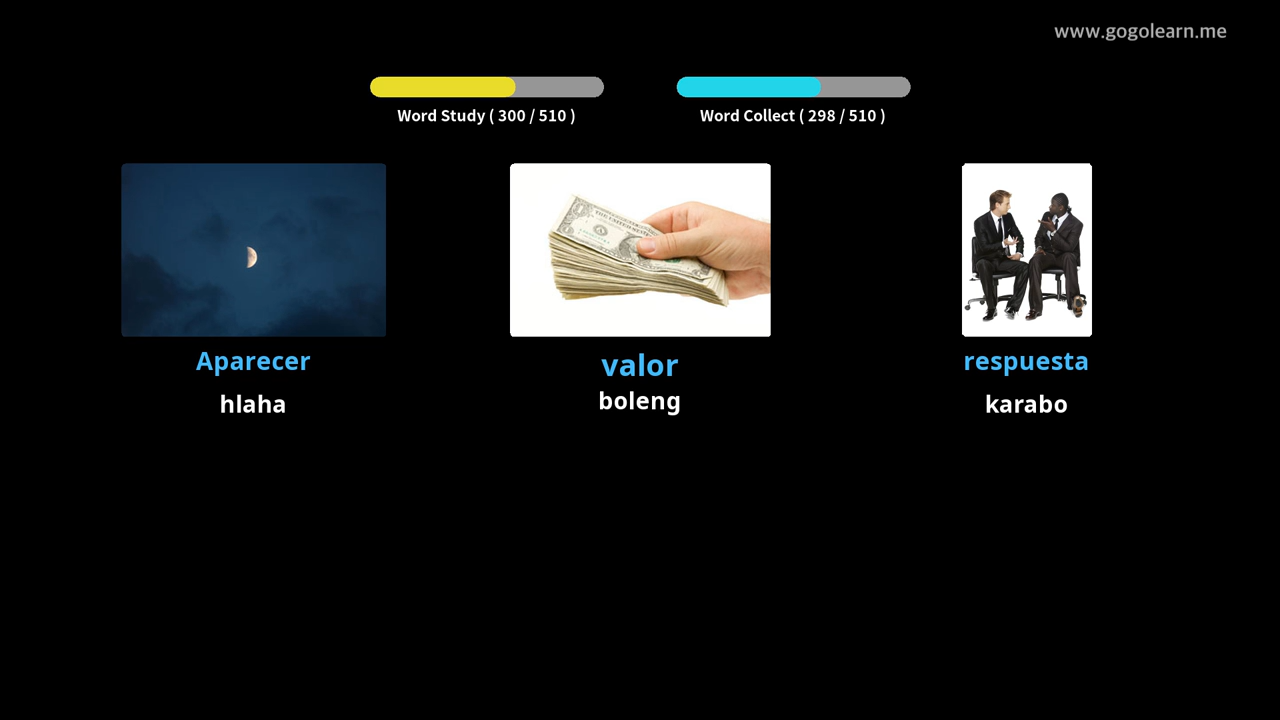 www.gogolearn.me
Word Study ( 300 / 510 )
Word Collect ( 298 / 510 )
Aparecer
hlaha
valor
boleng
respuesta
karabo